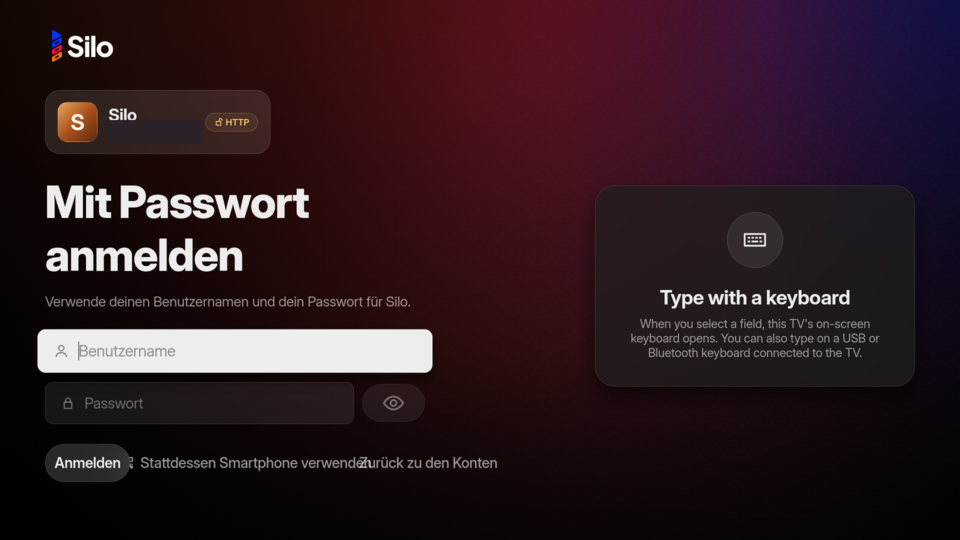 Silo
S
Silo
HTTP
Mit Passwort
anmelden
Verwende deinen Benutzernamen und dein Passwort für Silo.
Benutzername
Passwort
Anmelden
Stattdessen Smartphone verwenden
Zurück zu den Konten
Type with a keyboard
When you select a field, this TV's on-screen
keyboard opens. You can also type on a USB or
Bluetooth keyboard connected to the TV.